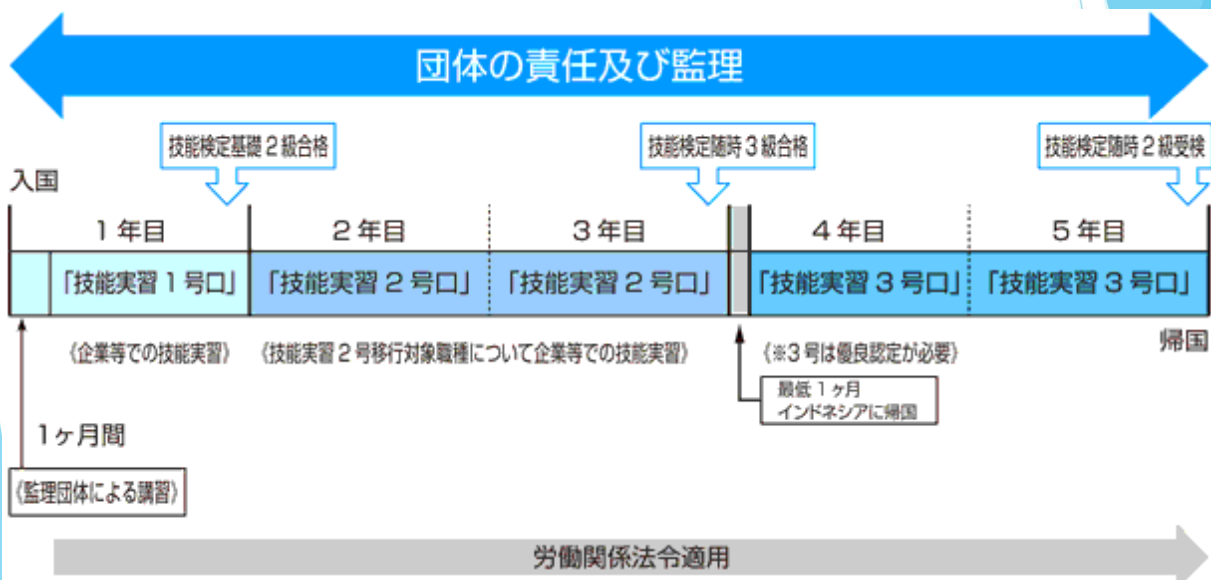 団体の責任及び監理
技能検定基礎2級合格
技能検定随時3級合格
技能検定随時2級受検
入国
1年目
2年目
3年目
4年目
5年目
「技能実習1号ロ」
「技能実習2号ロ」
「技能実習2号ロ」
「技能実習3号ロ」
「技能実習3号ロ」
帰国
《企業等での技能実習》
《技能実習2号移行対象職種について企業等での技能実習》
《※3号は優良認定が必要》
最低1ヶ月
インドネシアに帰国
1ヶ月間
《監理団体による講習》
労働関係法令適用